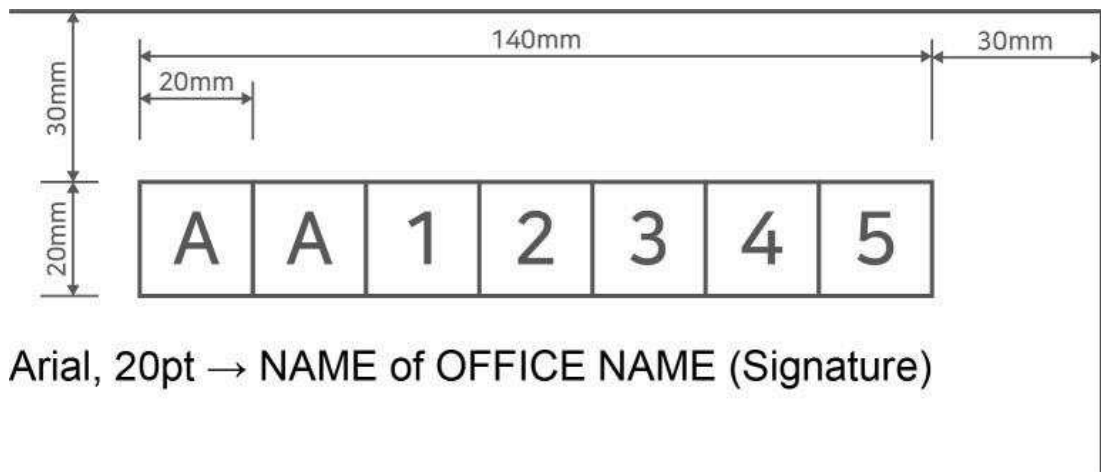 140mm
30mm
20mm
30mm
20mm
A A 1 2 3 4 5
Arial, 20pt → NAME of OFFICE NAME (Signature)